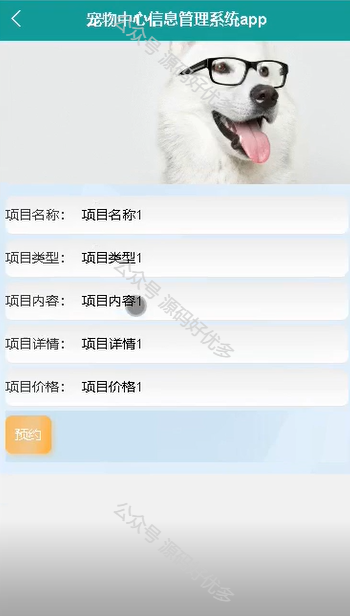 宠物中心信息管理系统app
公众号 源码好优多
项目名称： 项目名称1
项目类型： 项目类型1
项目内容： 项目内容1
公众号 源码好优多
项目详情： 项目详情1
项目价格： 项目价格1
预约
公众号 源码好优多